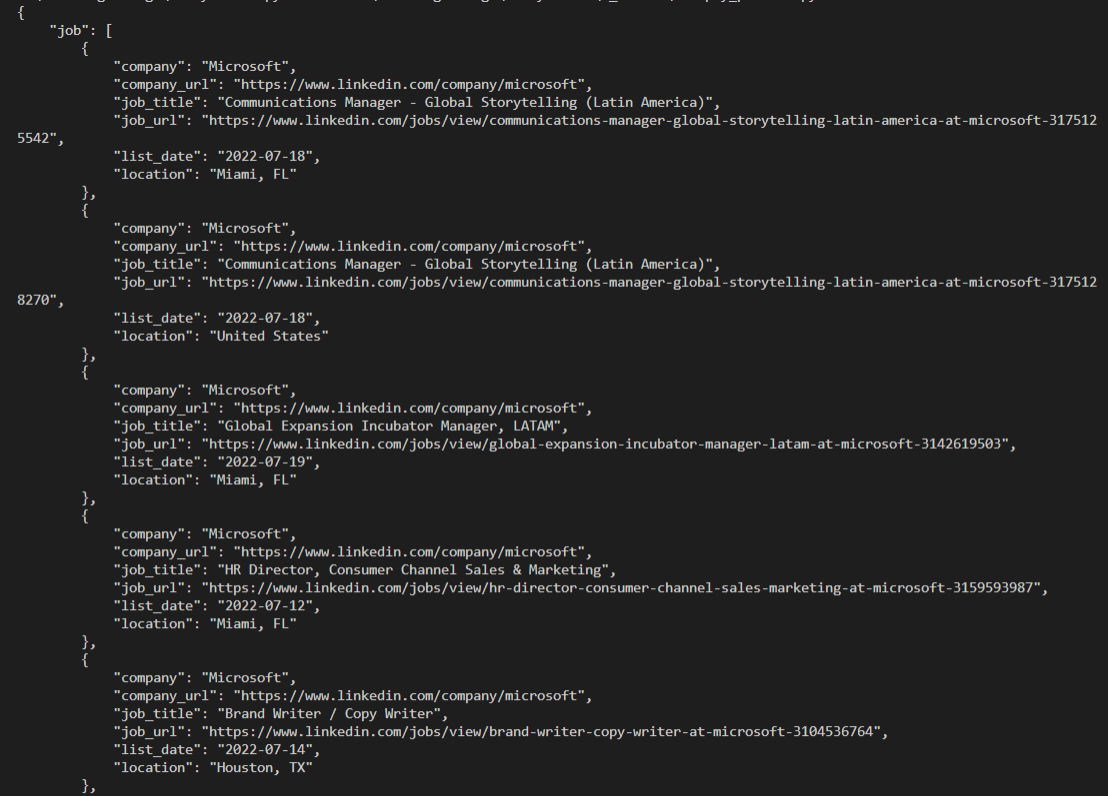 {
    "job": [
        {
            "company": "Microsoft",
            "company_url": "https://www.linkedin.com/company/microsoft",
            "job_title": "Communications Manager - Global Storytelling (Latin America)",
            "job_url": "https://www.linkedin.com/jobs/view/communications-manager-global-storytelling-latin-america-at-microsoft-317512
5542",
            "list_date": "2022-07-18",
            "location": "Miami, FL"
        },
        {
            "company": "Microsoft",
            "company_url": "https://www.linkedin.com/company/microsoft",
            "job_title": "Communications Manager - Global Storytelling (Latin America)",
            "job_url": "https://www.linkedin.com/jobs/view/communications-manager-global-storytelling-latin-america-at-microsoft-317512
8270",
            "list_date": "2022-07-18",
            "location": "United States"
        },
        {
            "company": "Microsoft",
            "company_url": "https://www.linkedin.com/company/microsoft",
            "job_title": "Global Expansion Incubator Manager, LATAM",
            "job_url": "https://www.linkedin.com/jobs/view/global-expansion-incubator-manager-latam-at-microsoft-3142619503",
            "list_date": "2022-07-19",
            "location": "Miami, FL"
        },
        {
            "company": "Microsoft",
            "company_url": "https://www.linkedin.com/company/microsoft",
            "job_title": "HR Director, Consumer Channel Sales & Marketing",
            "job_url": "https://www.linkedin.com/jobs/view/hr-director-consumer-channel-sales-marketing-at-microsoft-3159593987",
            "list_date": "2022-07-12",
            "location": "Miami, FL"
        },
        {
            "company": "Microsoft",
            "company_url": "https://www.linkedin.com/company/microsoft",
            "job_title": "Brand Writer / Copy Writer",
            "job_url": "https://www.linkedin.com/jobs/view/brand-writer-copy-writer-at-microsoft-3104536764",
            "list_date": "2022-07-14",
            "location": "Houston, TX"
        },